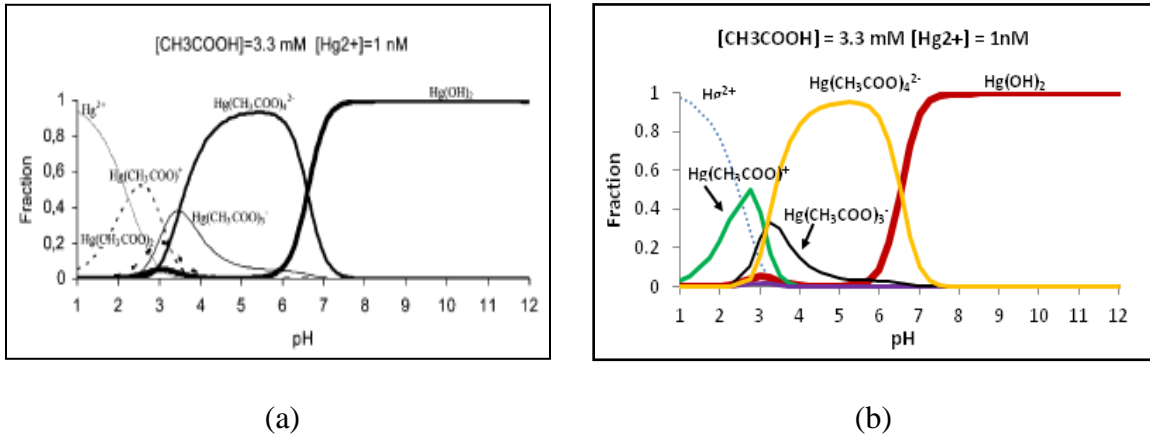 [CH3COOH]=3.3 mM [Hg2+]=1 nM
Hg²⁺
Hg(CH₃COO)₄²⁻
Hg(OH)₂
Hg(CH₃COO)⁺
Hg(CH₃COO)₃⁻
Hg(CH₃COO)₂
Fraction
1
0,8
0,6
0,4
0,2
0
1 2 3 4 5 6 7 8 9 10 11 12
pH
(a)
[CH3COOH] = 3.3 mM [Hg2+] = 1nM
Hg²⁺
Hg(CH₃COO)₄²⁻
Hg(OH)₂
Hg(CH₃COO)⁺
Hg(CH₃COO)₃⁻
Fraction
1
0.8
0.6
0.4
0.2
0
1 2 3 4 5 6 7 8 9 10 11 12
pH
(b)